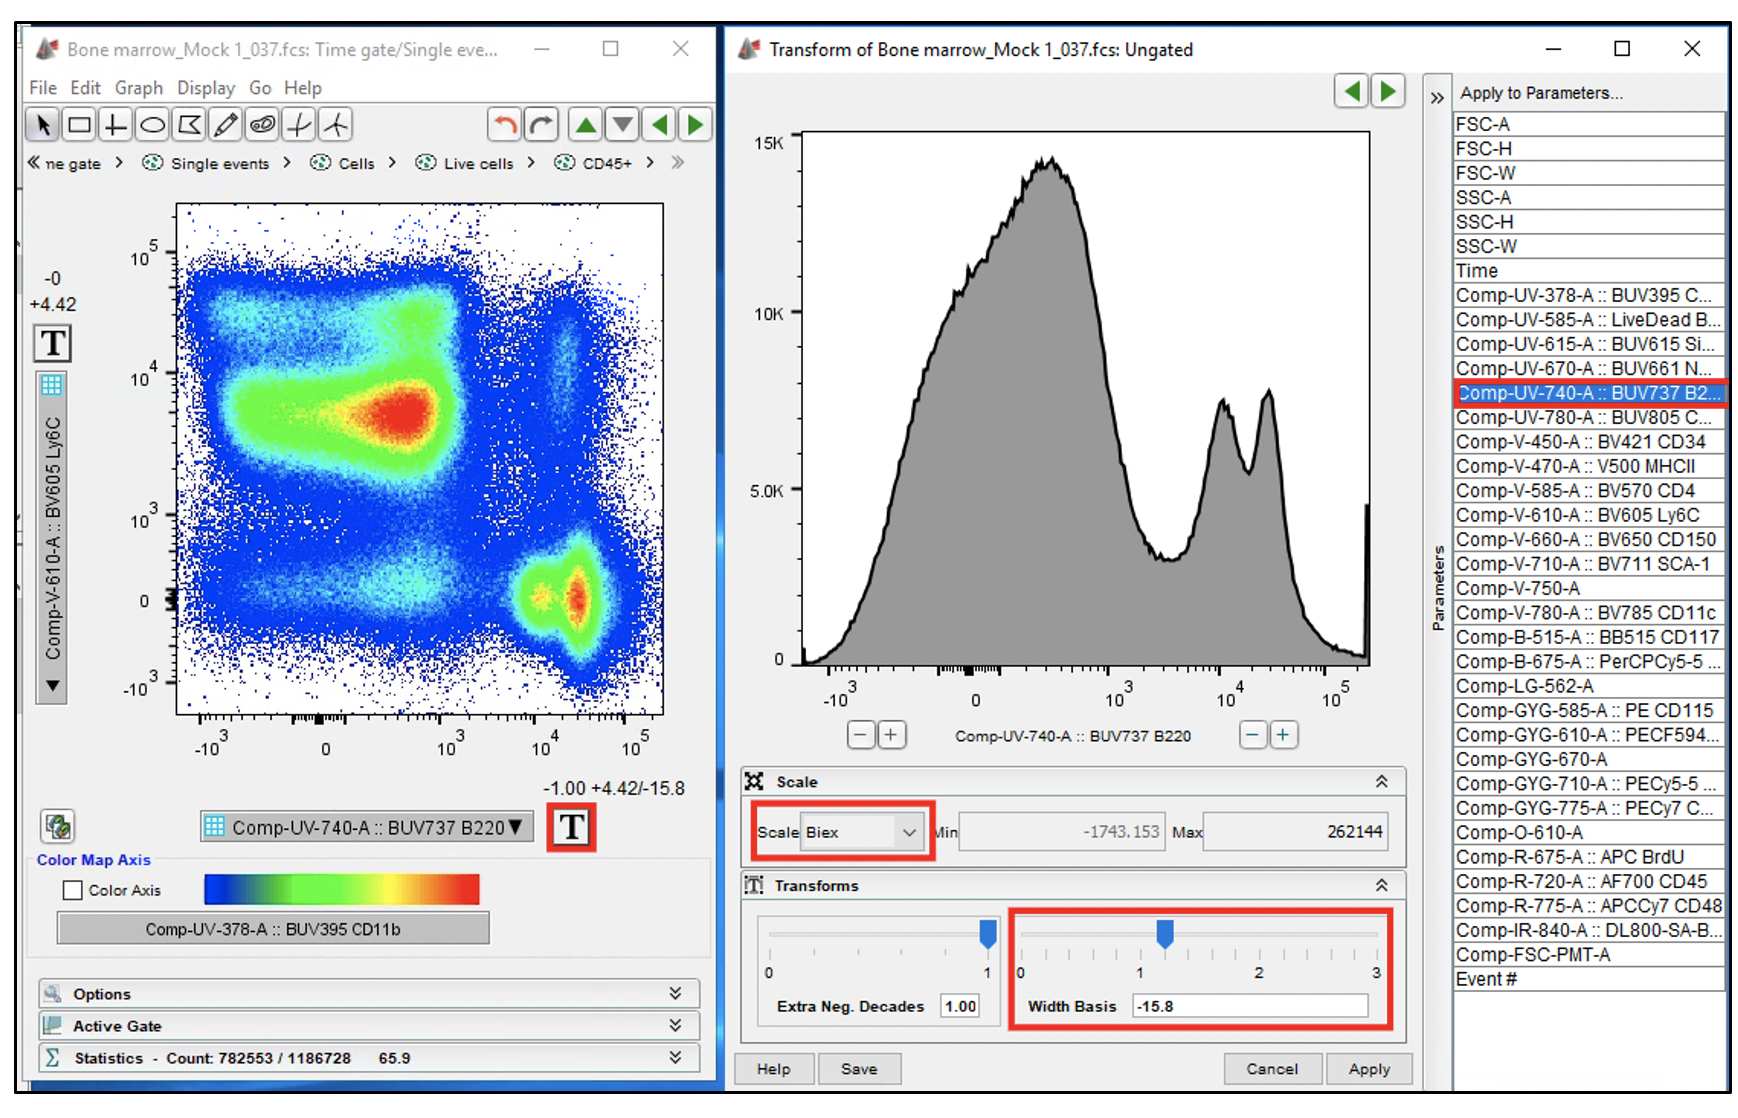 Bone marrow_Mock 1_037.fcs: Time gate/Single eve...
File Edit Graph Display Go Help
ne gate > Single events > Cells > Live cells > CD45+ >
-0
+4.42
T
Comp-V-610-A :: BV605 Ly6C
10^5
10^4
10^3
0
-10^3
-10^3 0 10^3 10^4 10^5
-1.00 +4.42/-15.8
Comp-UV-740-A :: BUV737 B220
T
Color Map Axis
Color Axis
Comp-UV-378-A :: BUV395 CD11b
Options
Active Gate
Statistics - Count: 782553 / 1186728 65.9
Transform of Bone marrow_Mock 1_037.fcs: Ungated
15K
10K
5.0K
0
-10^3 0 10^3 10^4 10^5
Comp-UV-740-A :: BUV737 B220
Scale
Scale Biex Min -1743.153 Max 262144
Transforms
0 1
Extra Neg. Decades 1.00
0 1 2 3
Width Basis -15.8
Help Save Cancel Apply
Parameters
Apply to Parameters...
FSC-A
FSC-H
FSC-W
SSC-A
SSC-H
SSC-W
Time
Comp-UV-378-A :: BUV395 C...
Comp-UV-585-A :: LiveDead B...
Comp-UV-615-A :: BUV615 Si...
Comp-UV-670-A :: BUV661 N...
Comp-UV-740-A :: BUV737 B2...
Comp-UV-780-A :: BUV805 C...
Comp-V-450-A :: BV421 CD34
Comp-V-470-A :: V500 MHCII
Comp-V-585-A :: BV570 CD4
Comp-V-610-A :: BV605 Ly6C
Comp-V-660-A :: BV650 CD150
Comp-V-710-A :: BV711 SCA-1
Comp-V-750-A
Comp-V-780-A :: BV785 CD11c
Comp-B-515-A :: BB515 CD117
Comp-B-675-A :: PerCPCy5-5 ...
Comp-LG-562-A
Comp-GYG-585-A :: PE CD115
Comp-GYG-610-A :: PECF594...
Comp-GYG-670-A
Comp-GYG-710-A :: PECy5-5 ...
Comp-GYG-775-A :: PECy7 C...
Comp-O-610-A
Comp-R-675-A :: APC BrdU
Comp-R-720-A :: AF700 CD45
Comp-R-775-A :: APCCy7 CD48
Comp-IR-840-A :: DL800-SA-B...
Comp-FSC-PMT-A
Event #